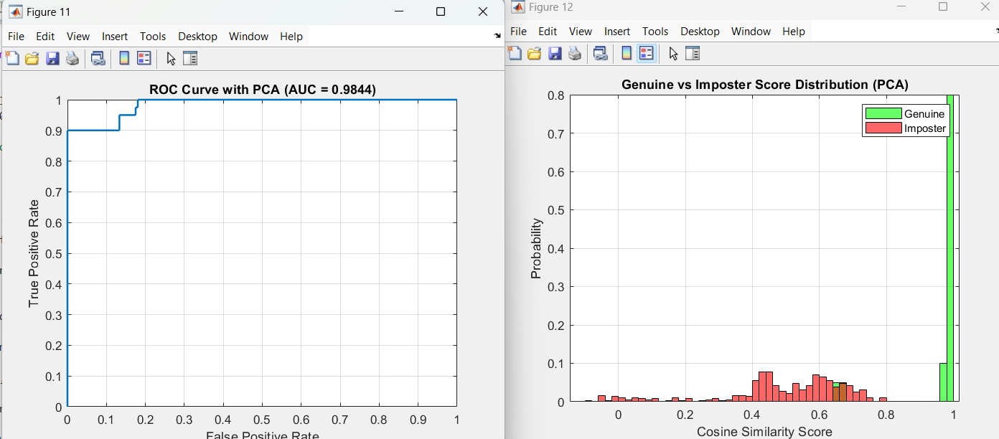 Figure 11
File Edit View Insert Tools Desktop Window Help
ROC Curve with PCA (AUC = 0.9844)
1
0.9
0.8
0.7
0.6
0.5
0.4
0.3
0.2
0.1
0
True Positive Rate
0 0.1 0.2 0.3 0.4 0.5 0.6 0.7 0.8 0.9 1
False Positive Rate
Figure 12
File Edit View Insert Tools Desktop Window Help
Genuine vs Imposter Score Distribution (PCA)
Genuine
Imposter
0.8
0.7
0.6
0.5
0.4
0.3
0.2
0.1
0
Probability
0 0.2 0.4 0.6 0.8 1
Cosine Similarity Score